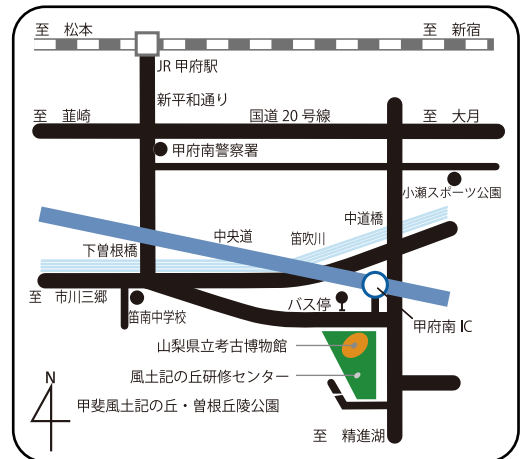 至 松本
至 新宿
JR 甲府駅
新平和通り
至 韮崎
国道 20 号線
至 大月
甲府南警察署
小瀬スポーツ公園
中道橋
中央道
笛吹川
下曽根橋
至 市川三郷
バス停
笛南中学校
甲府南 IC
山梨県立考古博物館
風土記の丘研修センター
N
甲斐風土記の丘・曽根丘陵公園
至 精進湖